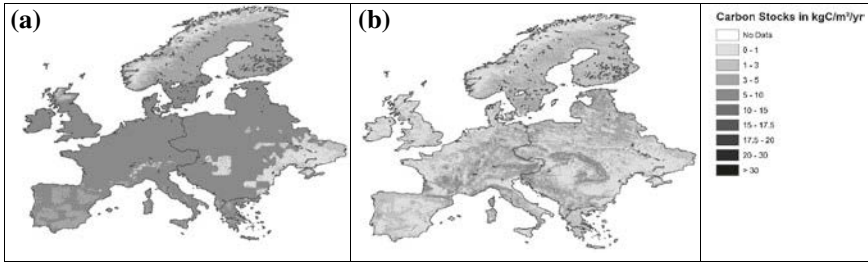 (a)
(b)
Carbon Stocks in kgC/m³/yr
No Data
0 - 1
1 - 3
3 - 5
5 - 10
10 - 15
15 - 17,5
17,5 - 20
20 - 30
> 30